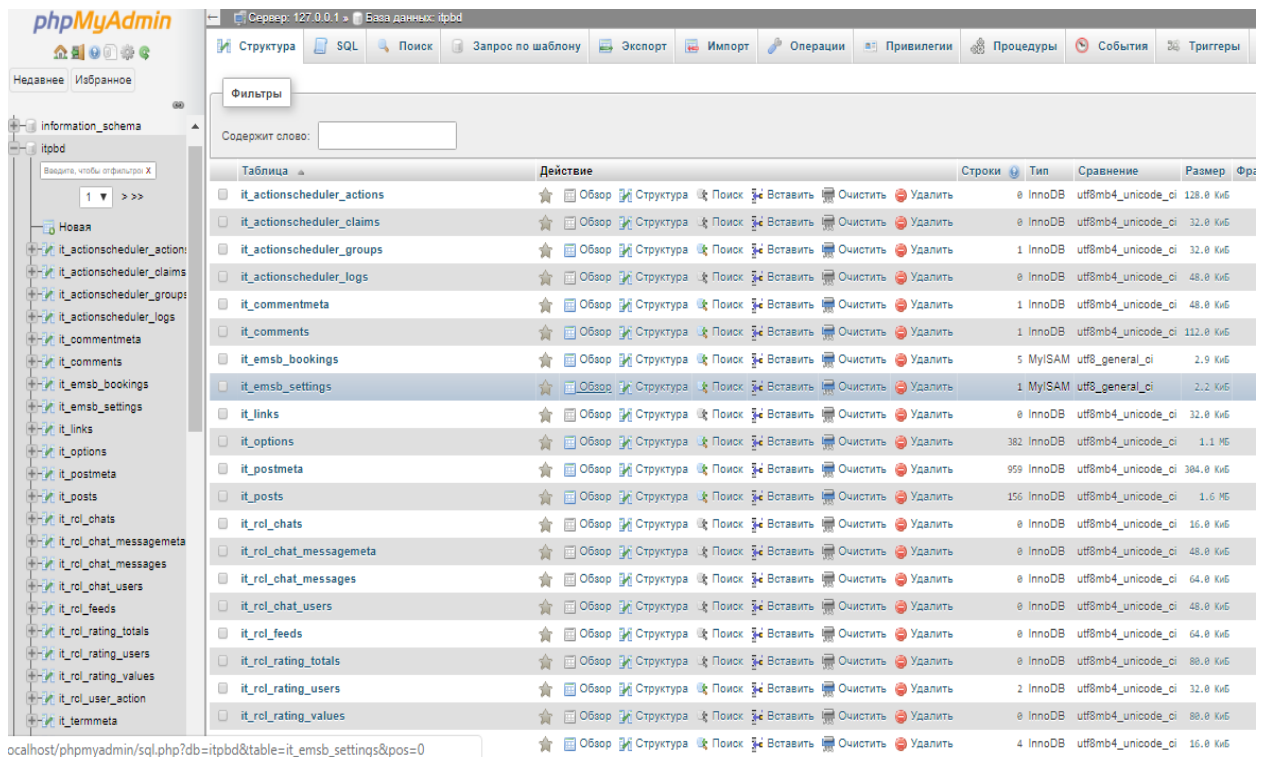 phpMyAdmin
Недавнее Избранное
information_schema
itpbd
Введите, чтобы отфильтро X
1 ▼ > >>
Новая
it_actionscheduler_actions
it_actionscheduler_claims
it_actionscheduler_groups
it_actionscheduler_logs
it_commentmeta
it_comments
it_emsb_bookings
it_emsb_settings
it_links
it_options
it_postmeta
it_posts
it_rcl_chats
it_rcl_chat_messagemeta
it_rcl_chat_messages
it_rcl_chat_users
it_rcl_feeds
it_rcl_rating_totals
it_rcl_rating_users
it_rcl_rating_values
it_rcl_user_action
it_termmeta
ocalhost/phpmyadmin/sql.php?db=itpbd&table=it_emsb_settings&pos=0
← Сервер: 127.0.0.1 » База данных: itpbd
Структура SQL Поиск Запрос по шаблону Экспорт Импорт Операции Привилегии Процедуры События Триггеры
Фильтры
Содержит слово:
Таблица Действие Строки Тип Сравнение Размер Фра
it_actionscheduler_actions Обзор Структура Поиск Вставить Очистить Удалить 0 InnoDB utf8mb4_unicode_ci 128.0 КиБ
it_actionscheduler_claims Обзор Структура Поиск Вставить Очистить Удалить 0 InnoDB utf8mb4_unicode_ci 32.0 КиБ
it_actionscheduler_groups Обзор Структура Поиск Вставить Очистить Удалить 1 InnoDB utf8mb4_unicode_ci 32.0 КиБ
it_actionscheduler_logs Обзор Структура Поиск Вставить Очистить Удалить 0 InnoDB utf8mb4_unicode_ci 48.0 КиБ
it_commentmeta Обзор Структура Поиск Вставить Очистить Удалить 1 InnoDB utf8mb4_unicode_ci 48.0 КиБ
it_comments Обзор Структура Поиск Вставить Очистить Удалить 1 InnoDB utf8mb4_unicode_ci 112.0 КиБ
it_emsb_bookings Обзор Структура Поиск Вставить Очистить Удалить 5 MyISAM utf8_general_ci 2.9 КиБ
it_emsb_settings Обзор Структура Поиск Вставить Очистить Удалить 1 MyISAM utf8_general_ci 2.2 КиБ
it_links Обзор Структура Поиск Вставить Очистить Удалить 0 InnoDB utf8mb4_unicode_ci 32.0 КиБ
it_options Обзор Структура Поиск Вставить Очистить Удалить 382 InnoDB utf8mb4_unicode_ci 1.1 МБ
it_postmeta Обзор Структура Поиск Вставить Очистить Удалить 959 InnoDB utf8mb4_unicode_ci 304.0 КиБ
it_posts Обзор Структура Поиск Вставить Очистить Удалить 156 InnoDB utf8mb4_unicode_ci 1.6 МБ
it_rcl_chats Обзор Структура Поиск Вставить Очистить Удалить 0 InnoDB utf8mb4_unicode_ci 16.0 КиБ
it_rcl_chat_messagemeta Обзор Структура Поиск Вставить Очистить Удалить 0 InnoDB utf8mb4_unicode_ci 48.0 КиБ
it_rcl_chat_messages Обзор Структура Поиск Вставить Очистить Удалить 0 InnoDB utf8mb4_unicode_ci 64.0 КиБ
it_rcl_chat_users Обзор Структура Поиск Вставить Очистить Удалить 0 InnoDB utf8mb4_unicode_ci 48.0 КиБ
it_rcl_feeds Обзор Структура Поиск Вставить Очистить Удалить 0 InnoDB utf8mb4_unicode_ci 64.0 КиБ
it_rcl_rating_totals Обзор Структура Поиск Вставить Очистить Удалить 0 InnoDB utf8mb4_unicode_ci 80.0 КиБ
it_rcl_rating_users Обзор Структура Поиск Вставить Очистить Удалить 2 InnoDB utf8mb4_unicode_ci 32.0 КиБ
it_rcl_rating_values Обзор Структура Поиск Вставить Очистить Удалить 0 InnoDB utf8mb4_unicode_ci 80.0 КиБ
Обзор Структура Поиск Вставить Очистить Удалить 4 InnoDB utf8mb4_unicode_ci 16.0 КиБ